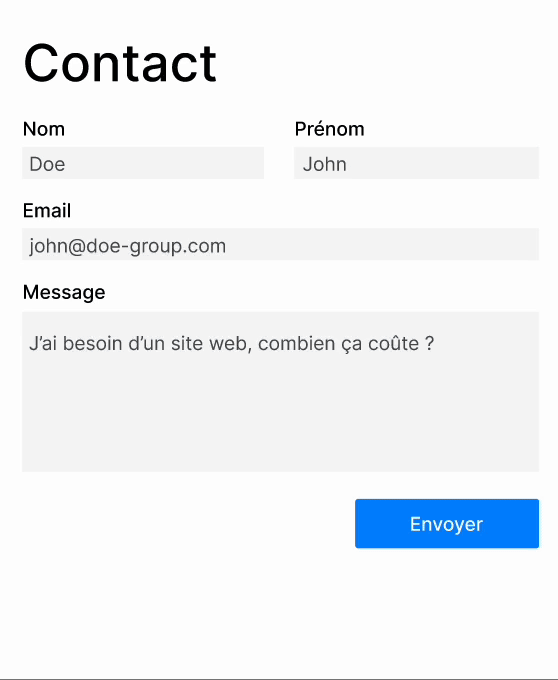 Contact
Nom
Prénom
Doe
John
Email
john@doe-group.com
Message
J’ai besoin d’un site web, combien ça coûte ?
Envoyer